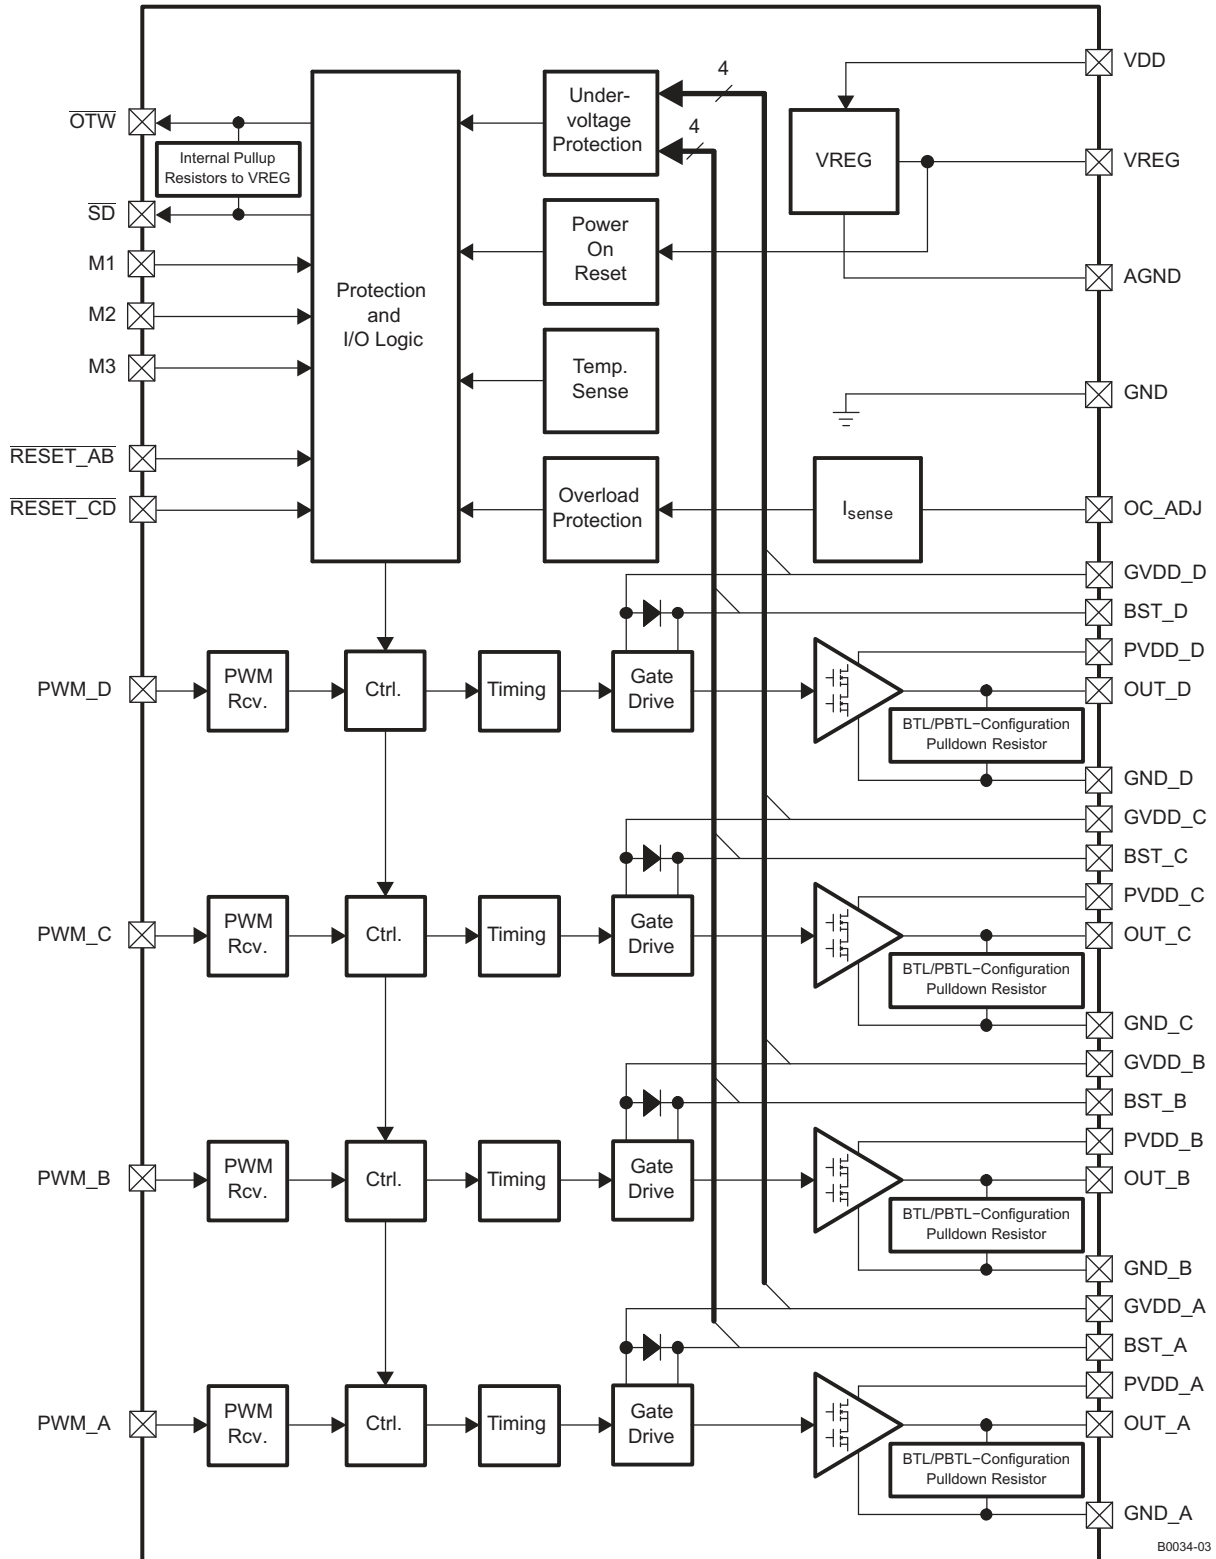 4
VDD
Under-
voltage
Protection
OTW
4
Internal Pullup
Resistors to VREG
VREG
VREG
SD
Power
On
Reset
M1
AGND
Protection
and
I/O Logic
M2
M3
Temp.
Sense
GND
RESET_AB
RESET_CD
Overload
Protection
Isense
OC_ADJ
GVDD_D
BST_D
PVDD_D
PWM_D
PWM
Rcv.
Ctrl.
Timing
Gate
Drive
OUT_D
BTL/PBTL−Configuration
Pulldown Resistor
GND_D
GVDD_C
BST_C
PVDD_C
PWM_C
PWM
Rcv.
Ctrl.
Timing
Gate
Drive
OUT_C
BTL/PBTL−Configuration
Pulldown Resistor
GND_C
GVDD_B
BST_B
PVDD_B
PWM_B
PWM
Rcv.
Ctrl.
Timing
Gate
Drive
OUT_B
BTL/PBTL−Configuration
Pulldown Resistor
GND_B
GVDD_A
BST_A
PVDD_A
PWM_A
PWM
Rcv.
Ctrl.
Timing
Gate
Drive
OUT_A
BTL/PBTL−Configuration
Pulldown Resistor
GND_A
B0034-03